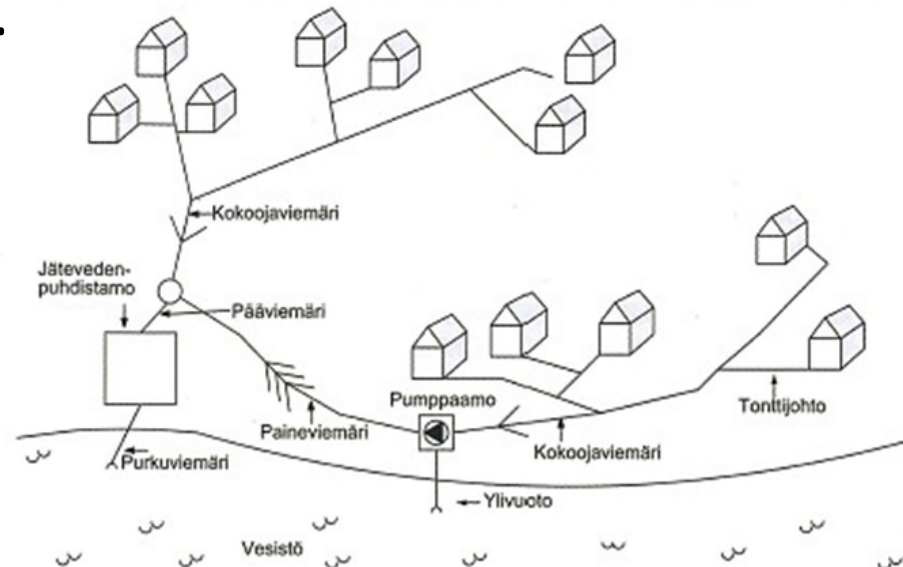 Kokoojaviemäri
Jäteveden-
puhdistamo
Pääviemäri
Pumppaamo
Tonttijohto
Paineviemäri
Kokoojaviemäri
Purkuviemäri
Ylivuoto
Vesistö